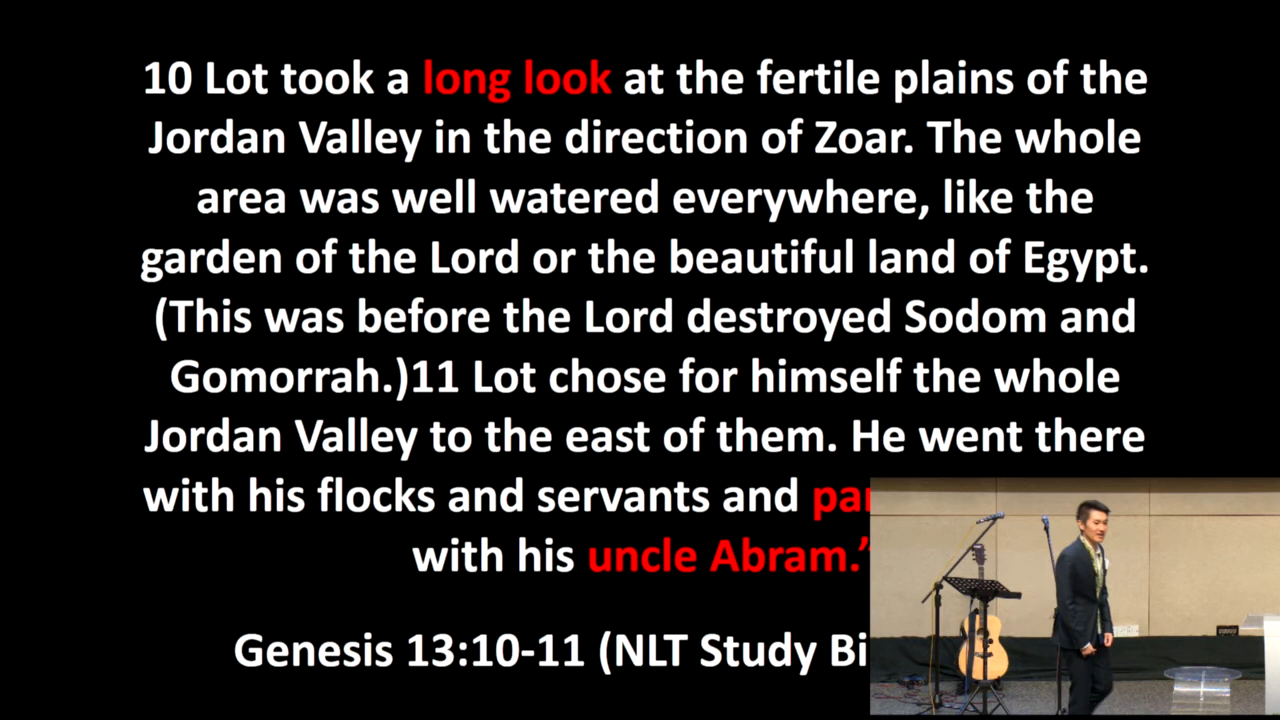 10 Lot took a long look at the fertile plains of the
Jordan Valley in the direction of Zoar. The whole
area was well watered everywhere, like the
garden of the Lord or the beautiful land of Egypt.
(This was before the Lord destroyed Sodom and
Gomorrah.)11 Lot chose for himself the whole
Jordan Valley to the east of them. He went there
with his flocks and servants and
with his uncle Abram.”
Genesis 13:10-11 (NLT Study